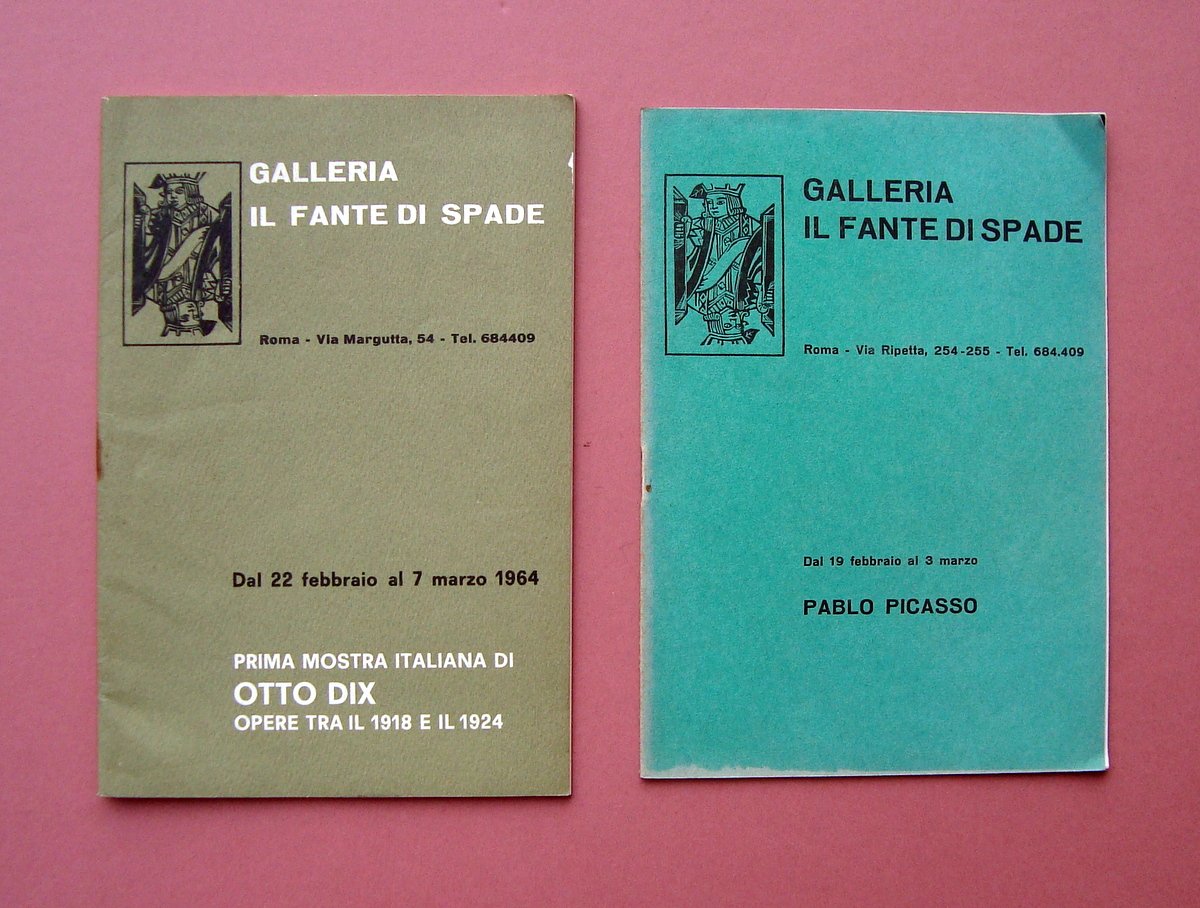 GALLERIA
IL FANTE DI SPADE
Roma - Via Margutta, 54 - Tel. 684409
Dal 22 febbraio al 7 marzo 1964
PRIMA MOSTRA ITALIANA DI
OTTO DIX
OPERE TRA IL 1918 E IL 1924
GALLERIA
IL FANTE DI SPADE
Roma - Via Ripetta, 254-255 - Tel. 684.409
Dal 19 febbraio al 3 marzo
PABLO PICASSO